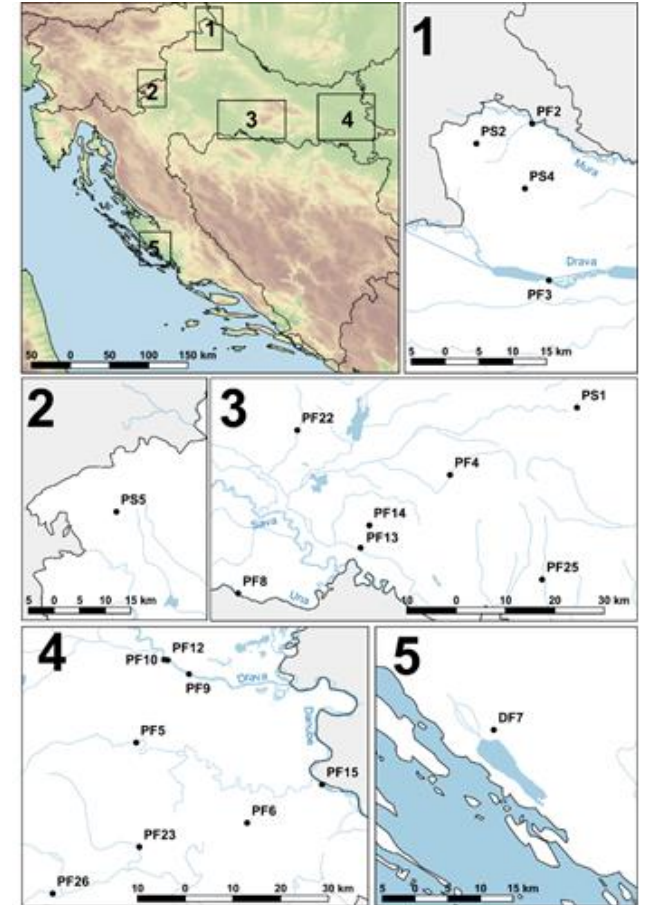 1
2
3
4
5
50 0 50 100 150 km
1
PF2
PS2
Mura
PS4
Drava
PF3
5 0 5 10 15 km
2
PS5
5 0 5 10 15 km
3
PS1
PF22
PF4
Sava
PF14
PF13
PF8
Una
PF25
10 0 10 20 30 km
4
PF12
PF10
PF9
Drava
Danube
PF5
PF15
PF6
PF23
PF26
10 0 10 20 30 km
5
DF7
5 0 5 10 15 km